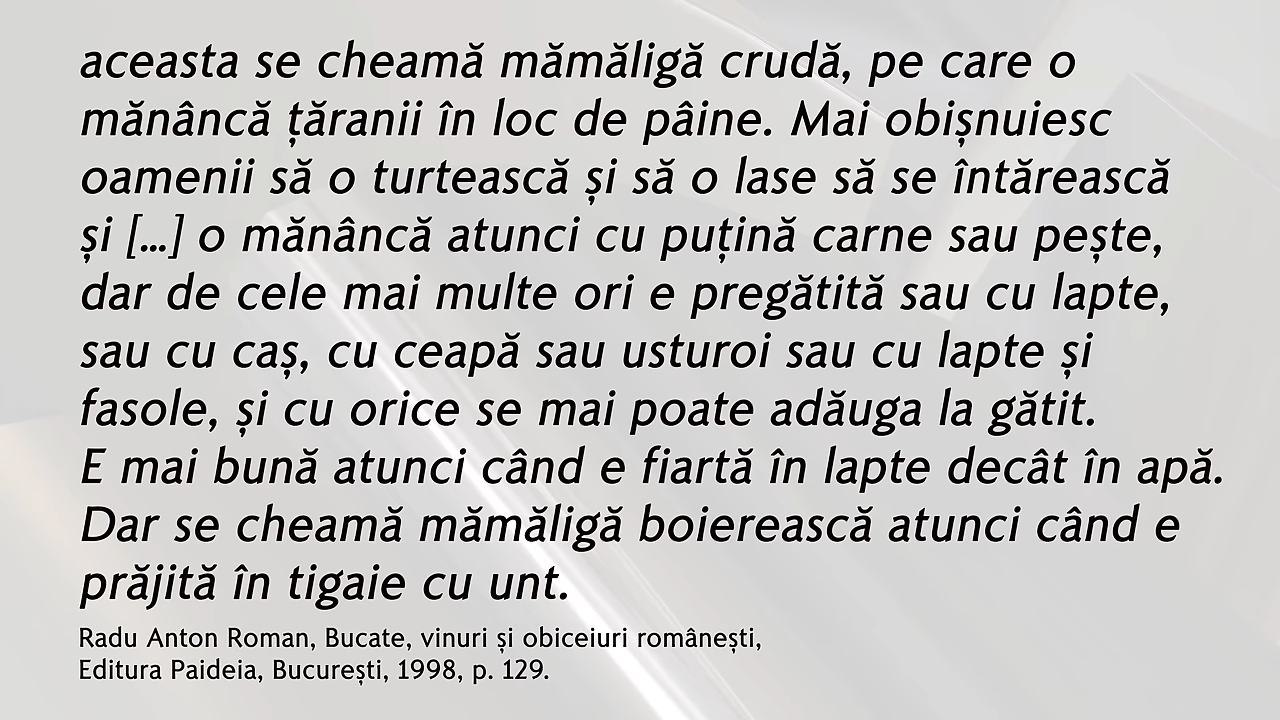 aceasta se cheamă mămăligă crudă, pe care o
mănâncă țăranii în loc de pâine. Mai obișnuiesc
oamenii să o turtească și să o lase să se întărească
și [...] o mănâncă atunci cu puțină carne sau pește,
dar de cele mai multe ori e pregătită sau cu lapte,
sau cu caș, cu ceapă sau usturoi sau cu lapte și
fasole, și cu orice se mai poate adăuga la gătit.
E mai bună atunci când e fiartă în lapte decât în apă.
Dar se cheamă mămăligă boierească atunci când e
prăjită în tigaie cu unt.
Radu Anton Roman, Bucate, vinuri și obiceiuri românești,
Editura Paideia, București, 1998, p. 129.